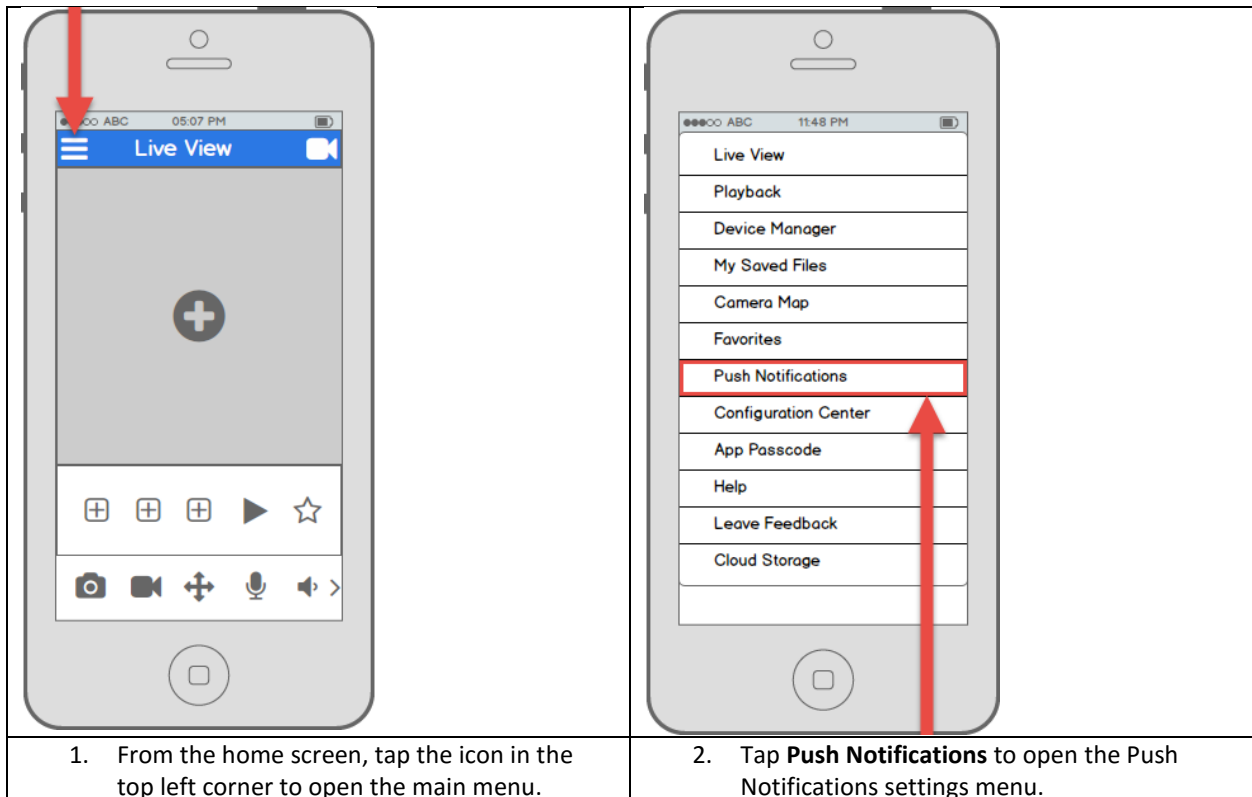 ABC 05:07 PM
Live View
1. From the home screen, tap the icon in the
top left corner to open the main menu.
ABC 11:48 PM
Live View
Playback
Device Manager
My Saved Files
Camera Map
Favorites
Push Notifications
Configuration Center
App Passcode
Help
Leave Feedback
Cloud Storage
2. Tap Push Notifications to open the Push
Notifications settings menu.